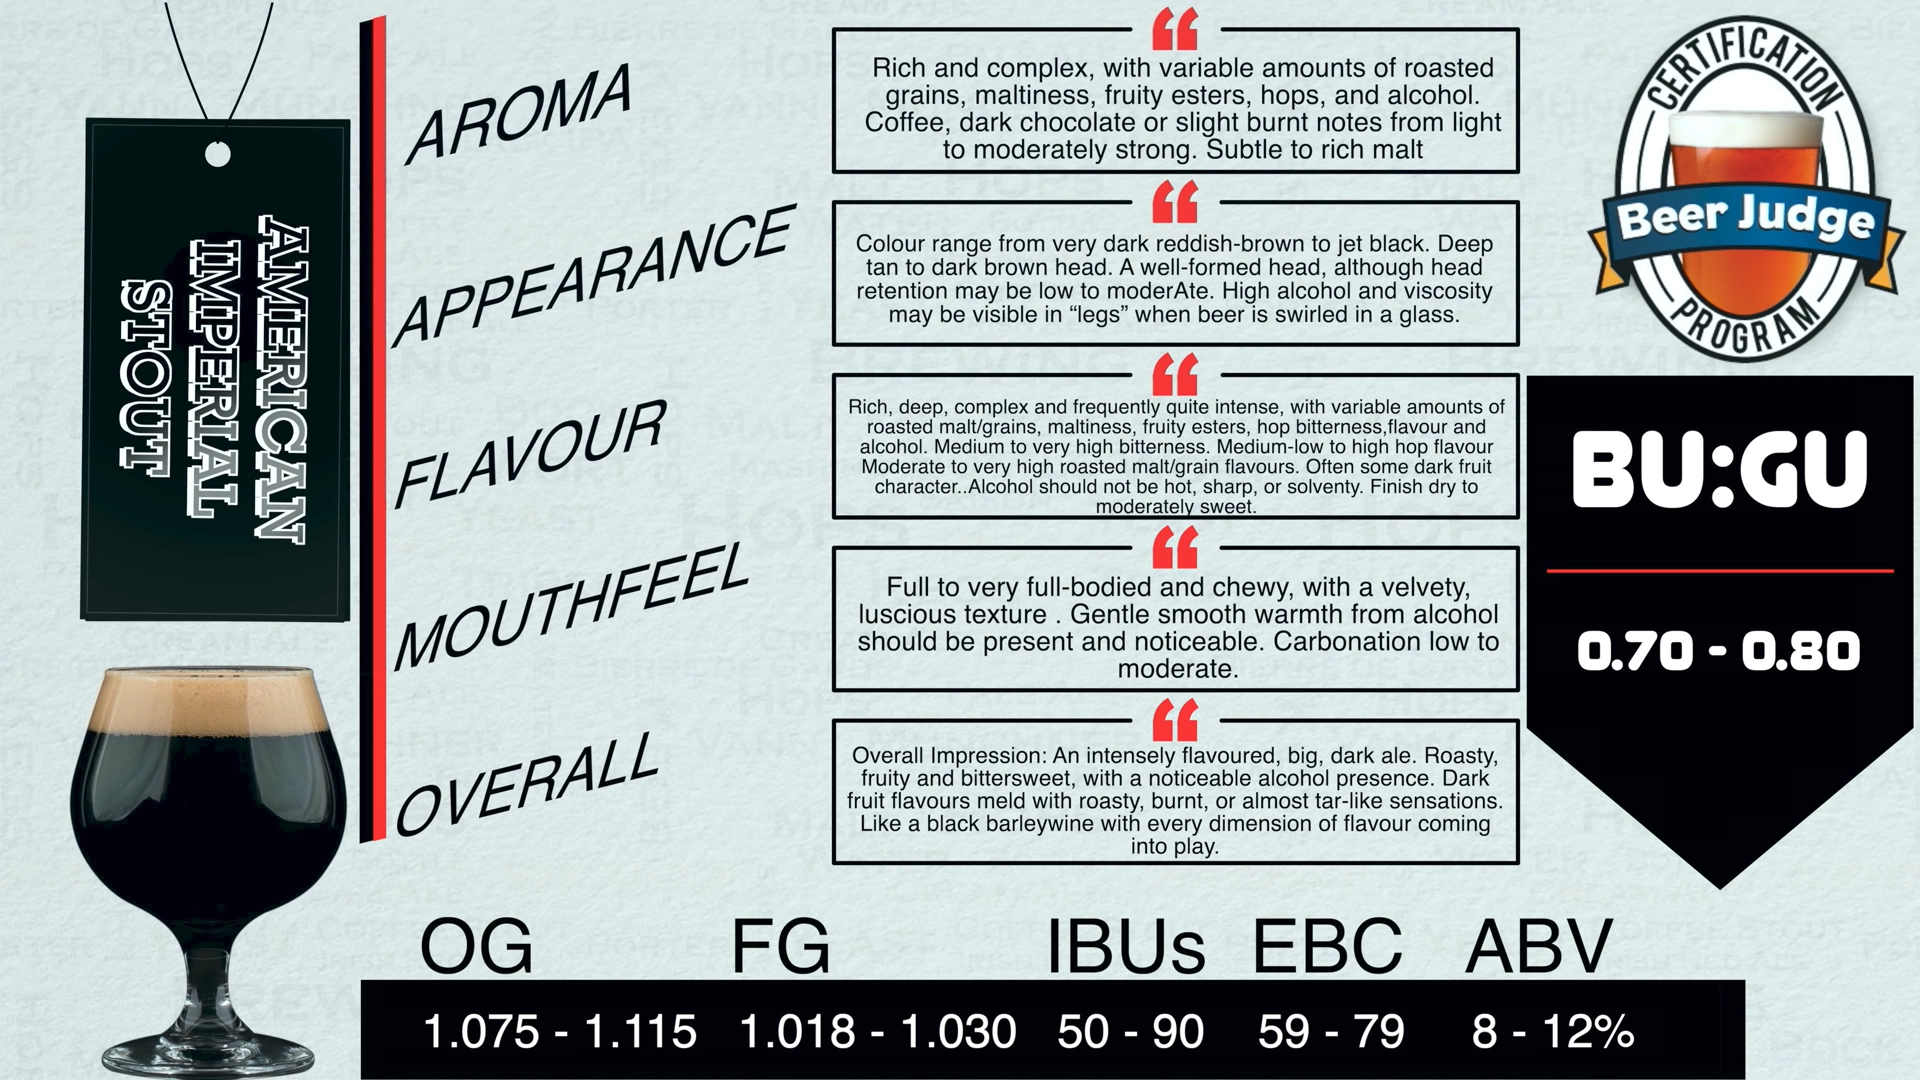 AMERICAN
IMPERIAL
STOUT
AROMA
Rich and complex, with variable amounts of roasted
grains, maltiness, fruity esters, hops, and alcohol.
Coffee, dark chocolate or slight burnt notes from light
to moderately strong. Subtle to rich malt
APPEARANCE
Colour range from very dark reddish-brown to jet black. Deep
tan to dark brown head. A well-formed head, although head
retention may be low to moderAte. High alcohol and viscosity
may be visible in “legs” when beer is swirled in a glass.
FLAVOUR
Rich, deep, complex and frequently quite intense, with variable amounts of
roasted malt/grains, maltiness, fruity esters, hop bitterness,flavour and
alcohol. Medium to very high bitterness. Medium-low to high hop flavour
Moderate to very high roasted malt/grain flavours. Often some dark fruit
character..Alcohol should not be hot, sharp, or solventy. Finish dry to
moderately sweet.
MOUTHFEEL
Full to very full-bodied and chewy, with a velvety,
luscious texture . Gentle smooth warmth from alcohol
should be present and noticeable. Carbonation low to
moderate.
OVERALL
Overall Impression: An intensely flavoured, big, dark ale. Roasty,
fruity and bittersweet, with a noticeable alcohol presence. Dark
fruit flavours meld with roasty, burnt, or almost tar-like sensations.
Like a black barleywine with every dimension of flavour coming
into play.
CERTIFICATION
Beer Judge
PROGRAM
BU:GU
0.70 - 0.80
OG FG IBUs EBC ABV
1.075 - 1.115 1.018 - 1.030 50 - 90 59 - 79 8 - 12%